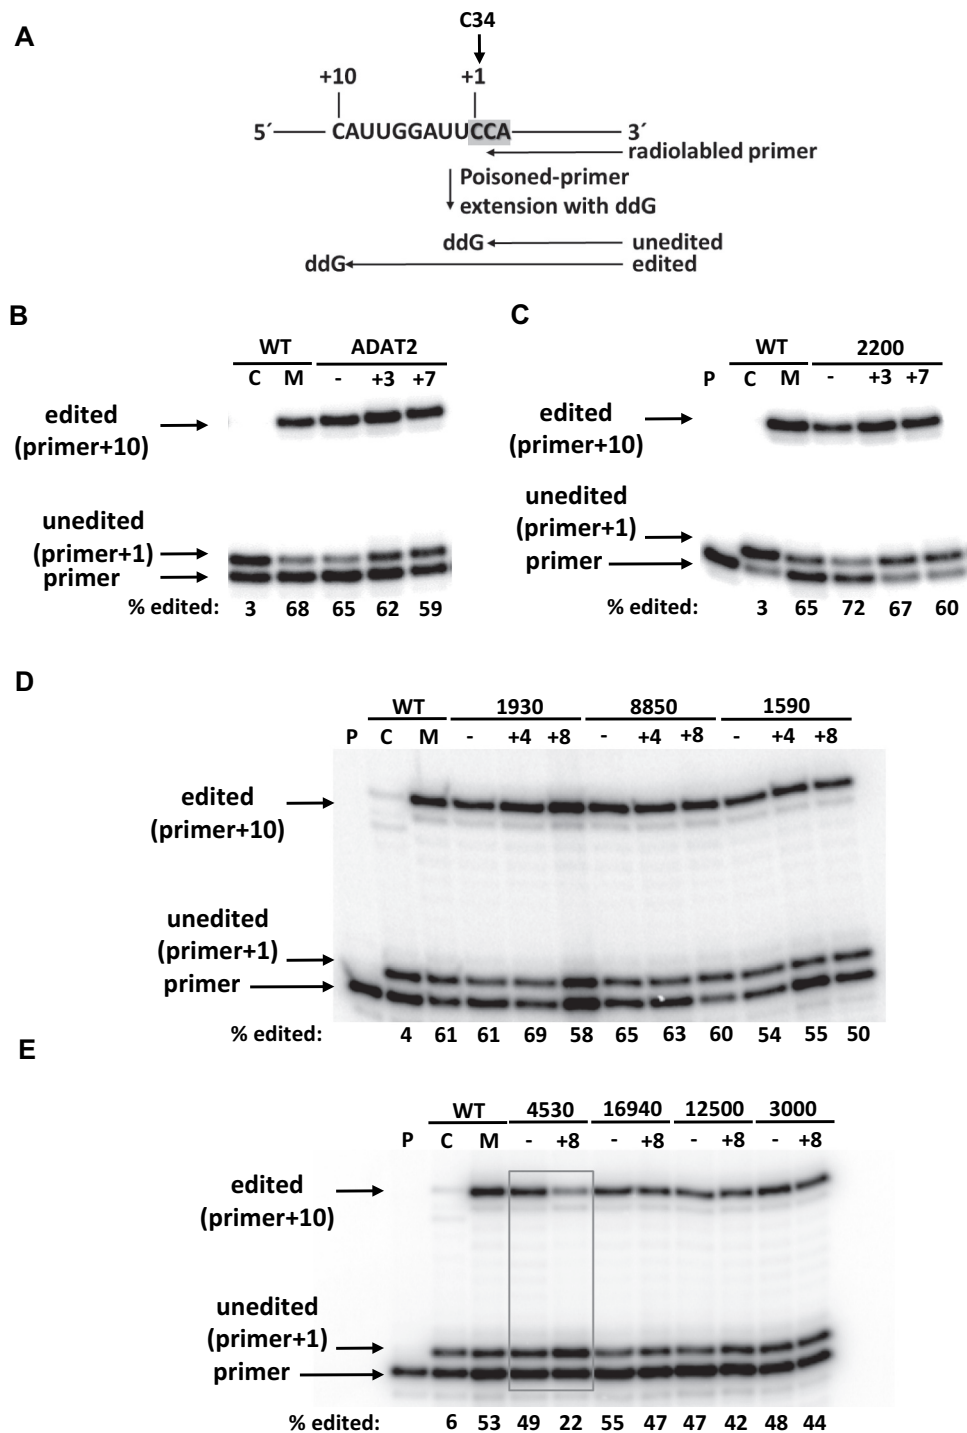 A
C34
+10 +1
5´ CAUUGGAUUCCA 3´
radiolabled primer
Poisoned-primer
extension with ddG
ddG unedited
ddG edited
B
WT ADAT2
C M - +3 +7
edited
(primer+10)
unedited
(primer+1)
primer
% edited: 3 68 65 62 59
C
WT 2200
P C M - +3 +7
edited
(primer+10)
unedited
(primer+1)
primer
% edited: 3 65 72 67 60
D
WT 1930 8850 1590
P C M - +4 +8 - +4 +8 - +4 +8
edited
(primer+10)
unedited
(primer+1)
primer
% edited: 4 61 61 69 58 65 63 60 54 55 50
E
WT 4530 16940 12500 3000
P C M - +8 - +8 - +8 - +8
edited
(primer+10)
unedited
(primer+1)
primer
% edited: 6 53 49 22 55 47 47 42 48 44